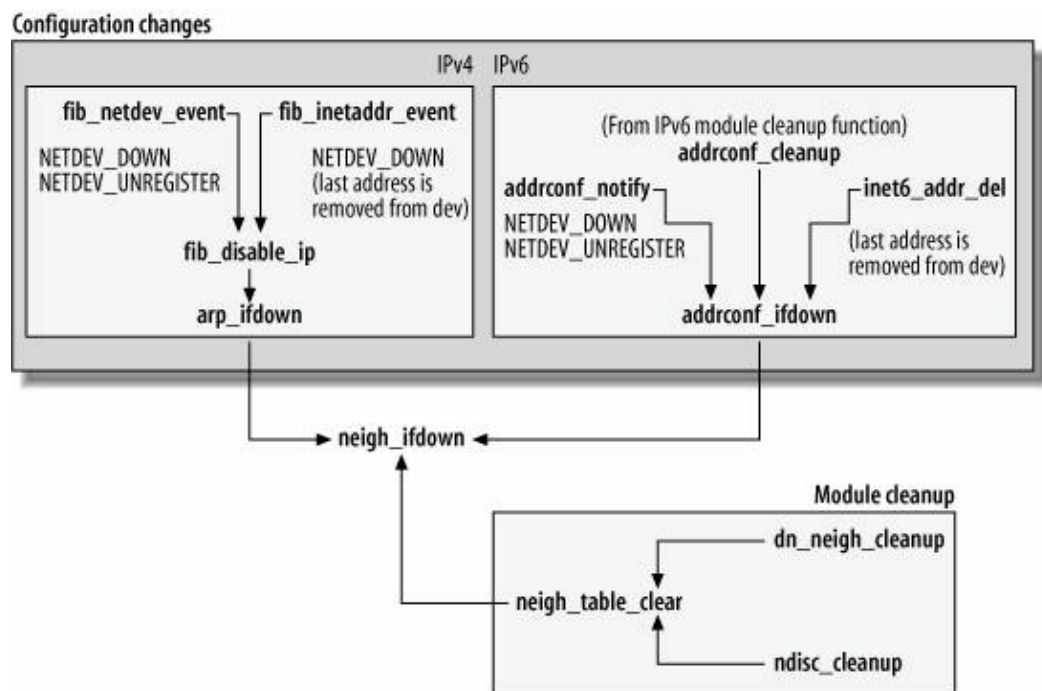 Configuration changes
IPv4 IPv6
fib_netdev_event
fib_inetaddr_event
NETDEV_DOWN
NETDEV_UNREGISTER
NETDEV_DOWN
(last address is
removed from dev)
fib_disable_ip
arp_ifdown
(From IPv6 module cleanup function)
addrconf_cleanup
addrconf_notify
inet6_addr_del
NETDEV_DOWN
NETDEV_UNREGISTER
(last address is
removed from dev)
addrconf_ifdown
neigh_ifdown
Module cleanup
dn_neigh_cleanup
neigh_table_clear
ndisc_cleanup